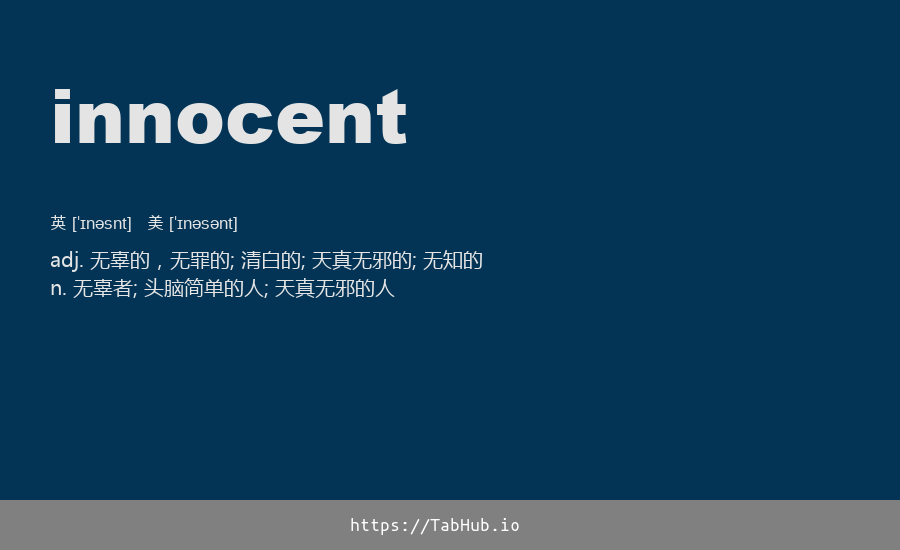 innocent
英 [ˈɪnəsnt] 美 [ˈɪnəsənt]
adj. 无辜的，无罪的; 清白的; 天真无邪的; 无知的
n. 无辜者; 头脑简单的人; 天真无邪的人
https://TabHub.io